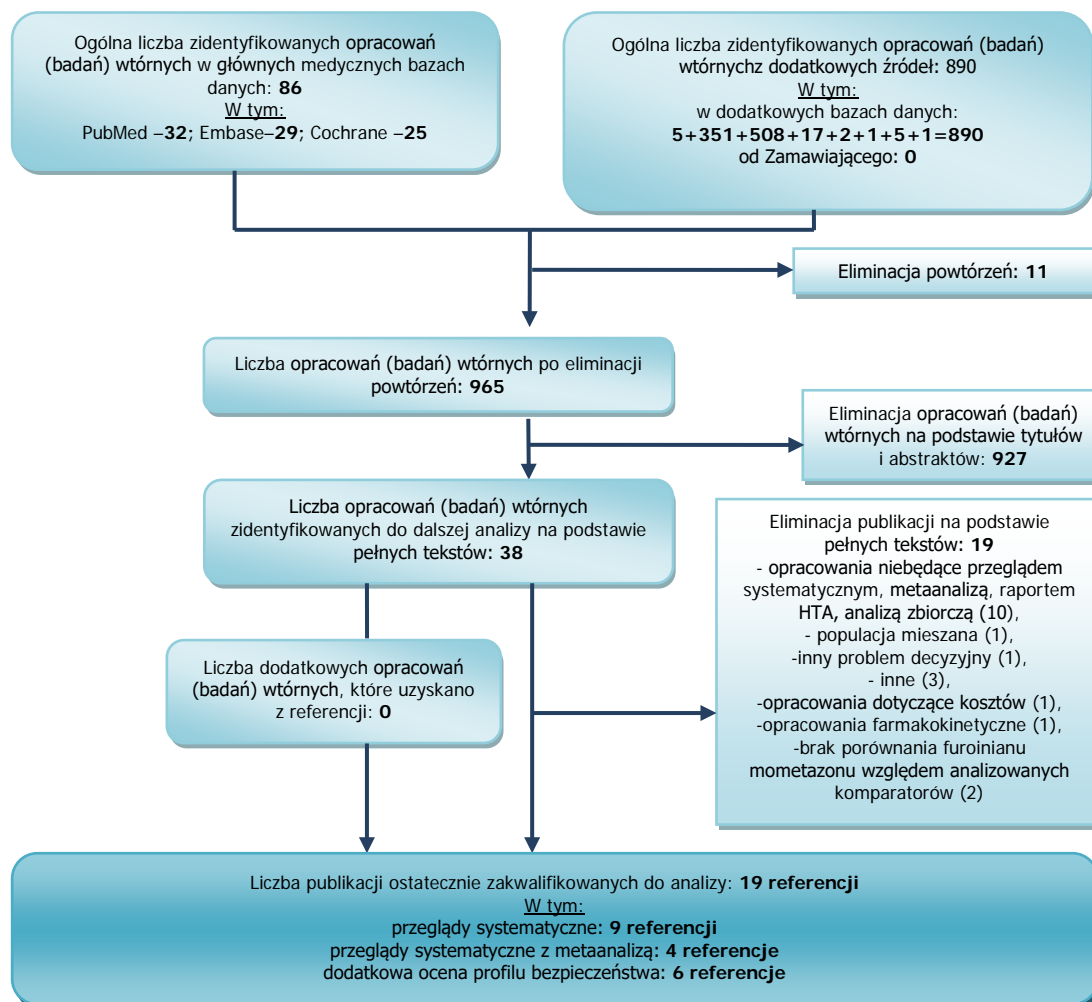 Ogólna liczba zidentyfikowanych opracowań
(badań) wtórnych w głównych medycznych bazach
danych: 86
W tym:
PubMed –32; Embase–29; Cochrane –25
Ogólna liczba zidentyfikowanych opracowań (badań)
wtórnychz dodatkowych źródeł: 890
W tym:
w dodatkowych bazach danych:
5+351+508+17+2+1+5+1=890
od Zamawiającego: 0
Eliminacja powtórzeń: 11
Liczba opracowań (badań) wtórnych po eliminacji
powtórzeń: 965
Eliminacja opracowań (badań)
wtórnych na podstawie tytułów
i abstraktów: 927
Liczba opracowań (badań) wtórnych
zidentyfikowanych do dalszej analizy na podstawie
pełnych tekstów: 38
Eliminacja publikacji na podstawie
pełnych tekstów: 19
- opracowania niebędące przeglądem
systematycznym, metaanalizą, raportem
HTA, analizą zbiorczą (10),
- populacja mieszana (1),
-inny problem decyzyjny (1),
- inne (3),
-opracowania dotyczące kosztów (1),
-opracowania farmakokinetyczne (1),
-brak porównania furoinianu
mometazonu względem analizowanych
komparatorów (2)
Liczba dodatkowych opracowań
(badań) wtórnych, które uzyskano
z referencji: 0
Liczba publikacji ostatecznie zakwalifikowanych do analizy: 19 referencji
W tym:
przeglądy systematyczne: 9 referencji
przeglądy systematyczne z metaanalizą: 4 referencje
dodatkowa ocena profilu bezpieczeństwa: 6 referencje